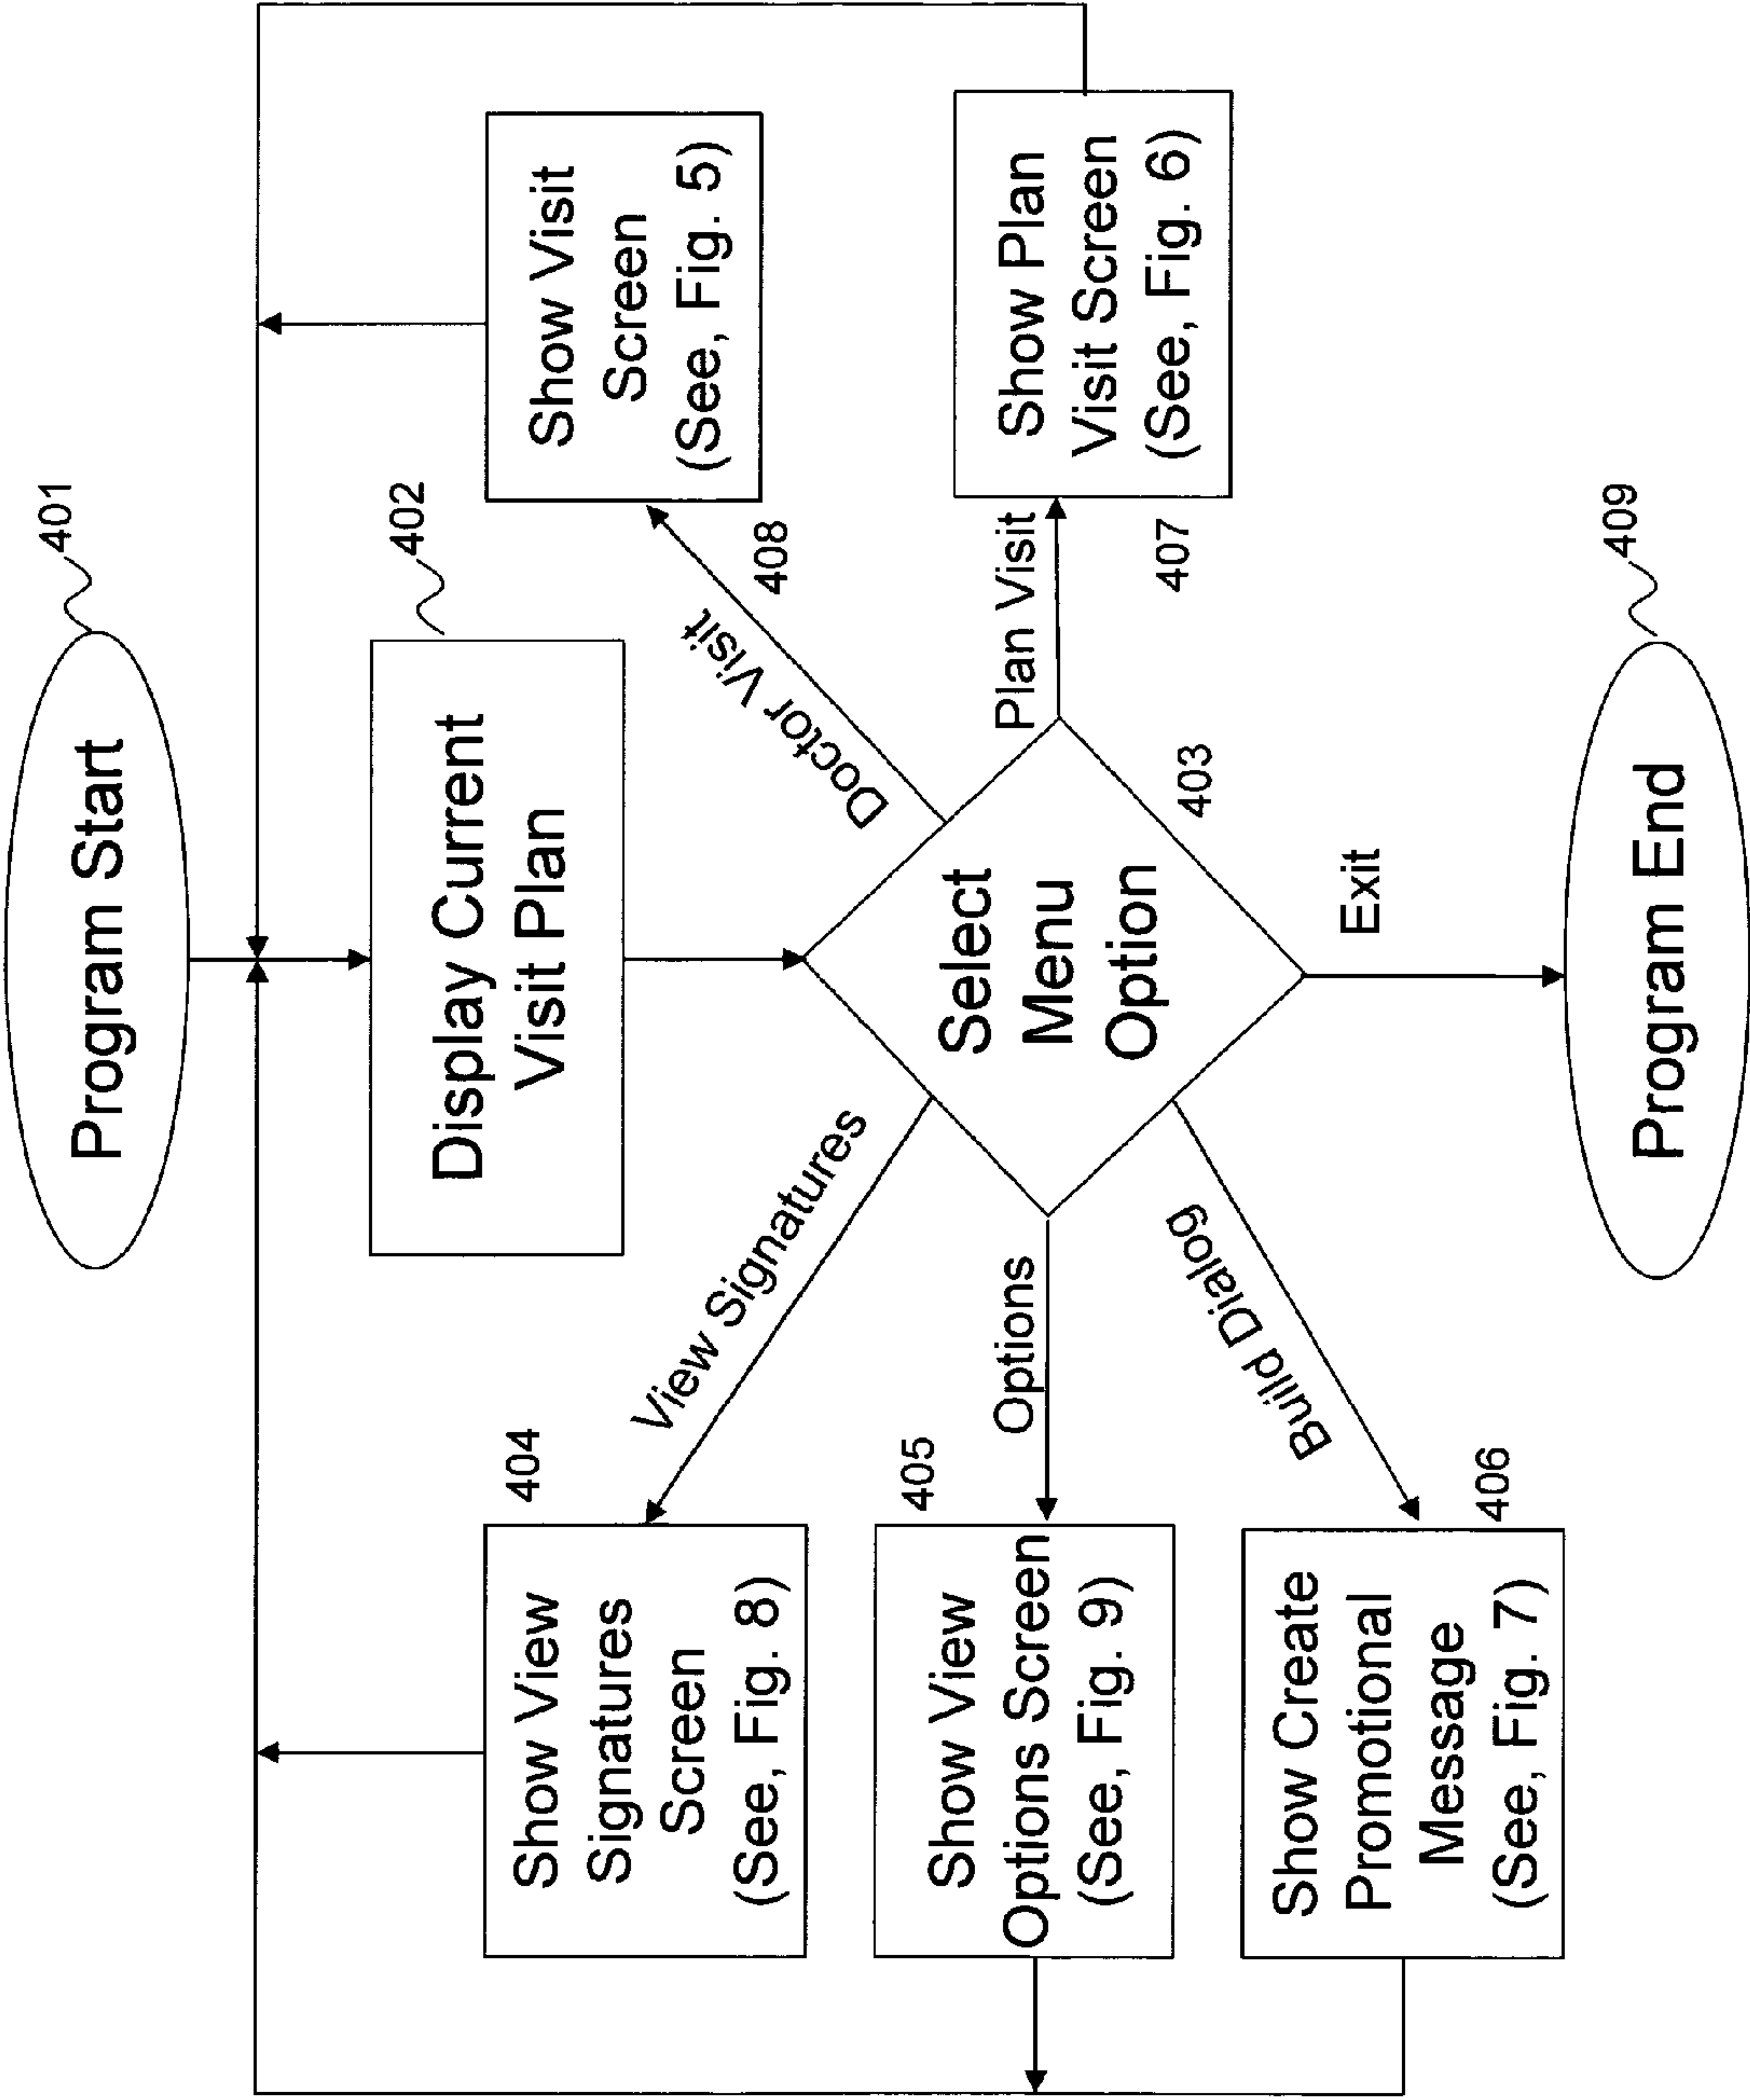 Program Start
401
Display Current
Visit Plan
402
Select
Menu
Option
403
View Signatures
404
Show View
Signatures
Screen
(See, Fig. 8)
Options
405
Show View
Options Screen
(See, Fig. 9)
Build Dialog
406
Show Create
Promotional
Message
(See, Fig. 7)
Doctor Visit
408
Show Visit
Screen
(See, Fig. 5)
Plan Visit
407
Show Plan
Visit Screen
(See, Fig. 6)
Exit
Program End
409